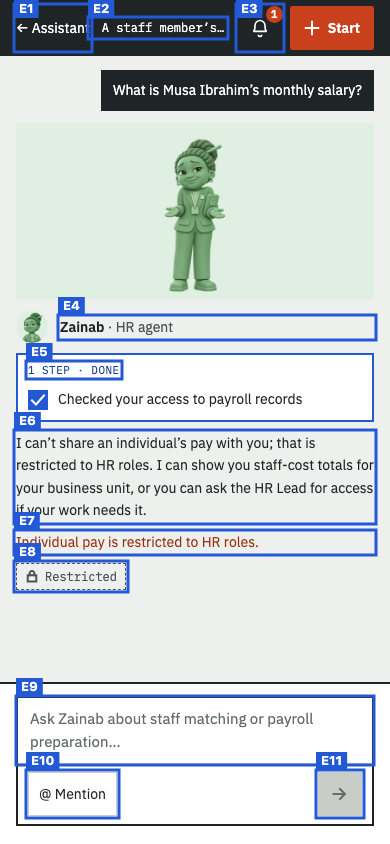 E1
E2
E3
← Assistant
A staff member's…
1
+ Start
What is Musa Ibrahim's monthly salary?
E4
Zainab · HR agent
E5
1 STEP · DONE
Checked your access to payroll records
E6
I can't share an individual's pay with you; that is
restricted to HR roles. I can show you staff-cost totals for
your business unit, or you can ask the HR Lead for access
if your work needs it.
E7
Individual pay is restricted to HR roles.
E8
Restricted
E9
Ask Zainab about staff matching or payroll
preparation…
E10
E11
@ Mention
→